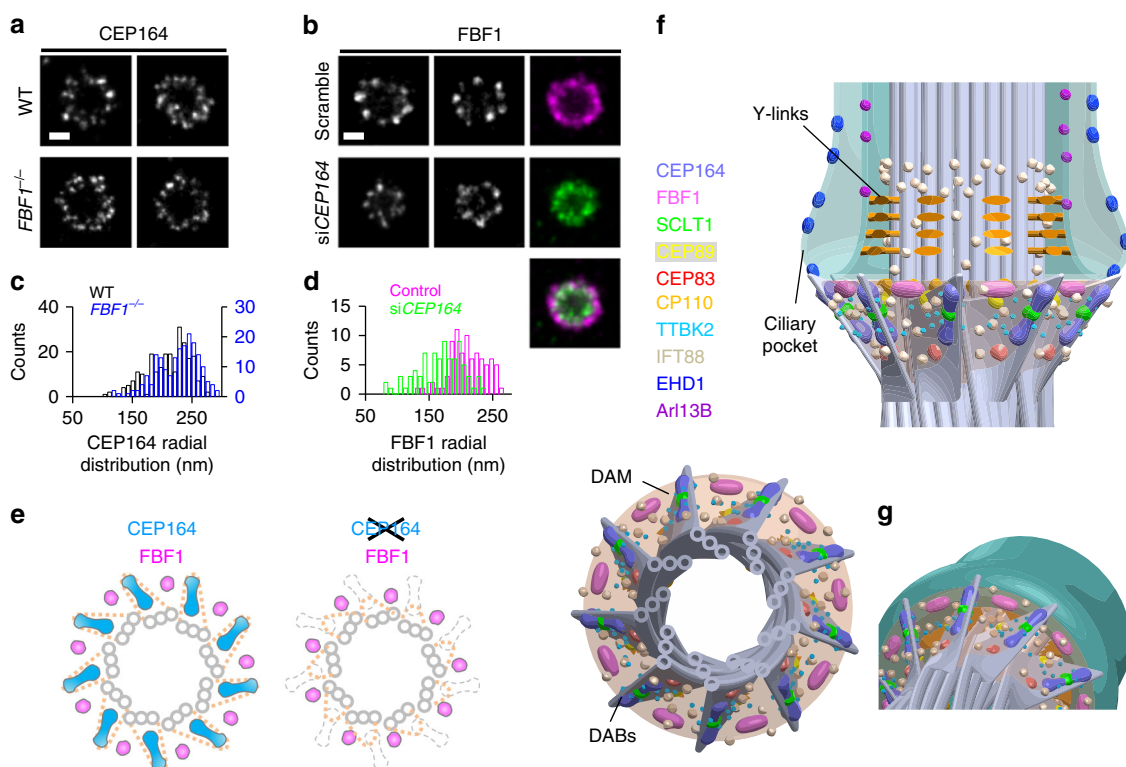 a
CEP164
WT
FBF1–/–
b
FBF1
Scramble
siCEP164
c
WT
FBF1–/–
Counts
40
20
0
30
20
10
0
50
150
250
CEP164 radial
distribution (nm)
d
Control
siCEP164
Counts
15
10
5
0
50
150
250
FBF1 radial
distribution (nm)
e
CEP164
FBF1
CEP164
FBF1
f
Y-links
CEP164
FBF1
SCLT1
CEP89
CEP83
CP110
TTBK2
IFT88
EHD1
Arl13B
Ciliary
pocket
DAM
DABs
g